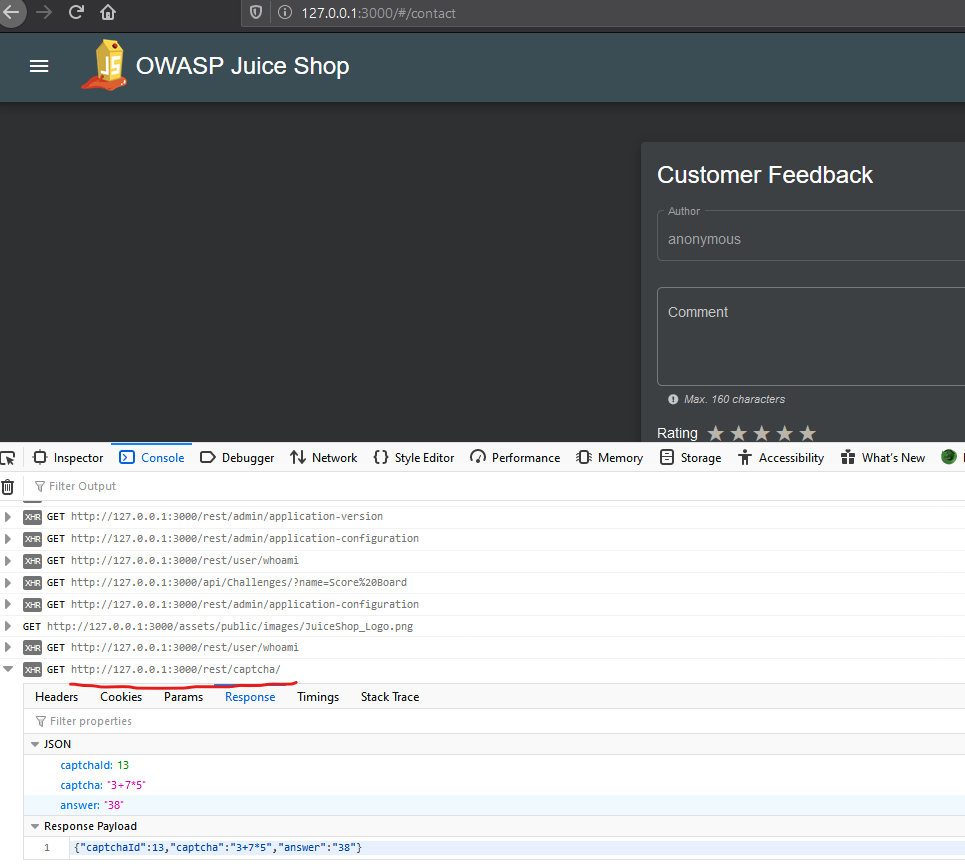 127.0.0.1:3000/#/contact
JS
OWASP Juice Shop
Customer Feedback
Author
anonymous
Comment
Max. 160 characters
Rating
Inspector Console Debugger Network Style Editor Performance Memory Storage Accessibility What's New
Filter Output
XHR GET http://127.0.0.1:3000/rest/admin/application-version
XHR GET http://127.0.0.1:3000/rest/admin/application-configuration
XHR GET http://127.0.0.1:3000/rest/user/whoami
XHR GET http://127.0.0.1:3000/api/Challenges/?name=Score%20Board
XHR GET http://127.0.0.1:3000/rest/admin/application-configuration
GET http://127.0.0.1:3000/assets/public/images/JuiceShop_Logo.png
XHR GET http://127.0.0.1:3000/rest/user/whoami
XHR GET http://127.0.0.1:3000/rest/captcha/
Headers Cookies Params Response Timings Stack Trace
Filter properties
JSON
captchaId: 13
captcha: "3+7*5"
answer: "38"
Response Payload
1 {"captchaId":13,"captcha":"3+7*5","answer":"38"}